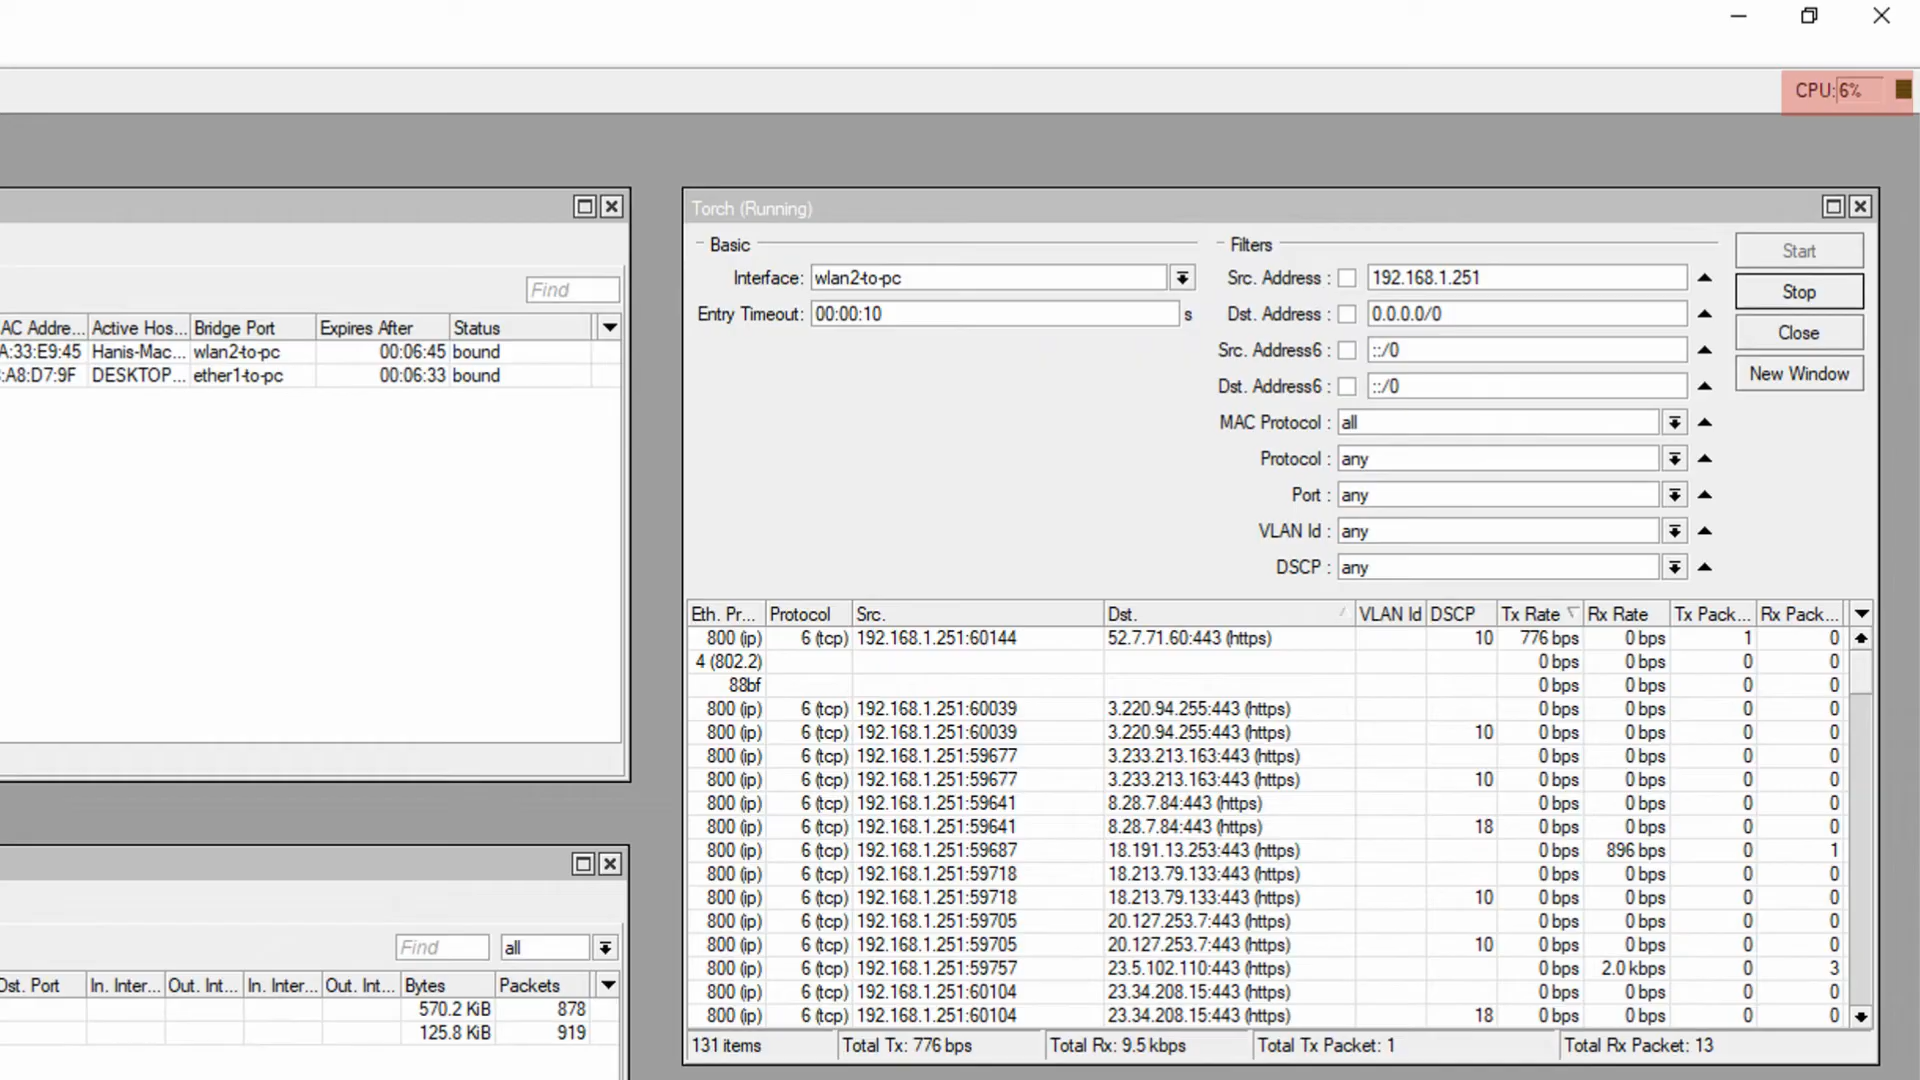 CPU: 6%
Find
AC Addre... Active Hos... Bridge Port Expires After Status
A:33:E9:45 Hanis-Mac... wlan2-to-pc 00:06:45 bound
:A8:D7:9F DESKTOP... ether1-to-pc 00:06:33 bound
Find all
Dst. Port In. Inter... Out. Int... In. Inter... Out. Int... Bytes Packets
570.2 KiB 878
125.8 KiB 919
Torch (Running)
Basic
Interface: wlan2-to-pc
Entry Timeout: 00:00:10 s
Filters
Src. Address : 192.168.1.251
Dst. Address : 0.0.0.0/0
Src. Address6 : ::/0
Dst. Address6 : ::/0
MAC Protocol : all
Protocol : any
Port : any
VLAN Id : any
DSCP : any
Start
Stop
Close
New Window
Eth. Pr... Protocol Src. Dst. VLAN Id DSCP Tx Rate Rx Rate Tx Pack... Rx Pack...
800 (ip) 6 (tcp) 192.168.1.251:60144 52.7.71.60:443 (https) 10 776 bps 0 bps 1 0
4 (802.2) 0 bps 0 bps 0 0
88bf 0 bps 0 bps 0 0
800 (ip) 6 (tcp) 192.168.1.251:60039 3.220.94.255:443 (https) 0 bps 0 bps 0 0
800 (ip) 6 (tcp) 192.168.1.251:60039 3.220.94.255:443 (https) 10 0 bps 0 bps 0 0
800 (ip) 6 (tcp) 192.168.1.251:59677 3.233.213.163:443 (https) 0 bps 0 bps 0 0
800 (ip) 6 (tcp) 192.168.1.251:59677 3.233.213.163:443 (https) 10 0 bps 0 bps 0 0
800 (ip) 6 (tcp) 192.168.1.251:59641 8.28.7.84:443 (https) 0 bps 0 bps 0 0
800 (ip) 6 (tcp) 192.168.1.251:59641 8.28.7.84:443 (https) 18 0 bps 0 bps 0 0
800 (ip) 6 (tcp) 192.168.1.251:59687 18.191.13.253:443 (https) 0 bps 896 bps 0 1
800 (ip) 6 (tcp) 192.168.1.251:59718 18.213.79.133:443 (https) 0 bps 0 bps 0 0
800 (ip) 6 (tcp) 192.168.1.251:59718 18.213.79.133:443 (https) 10 0 bps 0 bps 0 0
800 (ip) 6 (tcp) 192.168.1.251:59705 20.127.253.7:443 (https) 0 bps 0 bps 0 0
800 (ip) 6 (tcp) 192.168.1.251:59705 20.127.253.7:443 (https) 10 0 bps 0 bps 0 0
800 (ip) 6 (tcp) 192.168.1.251:59757 23.5.102.110:443 (https) 0 bps 2.0 kbps 0 3
800 (ip) 6 (tcp) 192.168.1.251:60104 23.34.208.15:443 (https) 0 bps 0 bps 0 0
800 (ip) 6 (tcp) 192.168.1.251:60104 23.34.208.15:443 (https) 18 0 bps 0 bps 0 0
131 items Total Tx: 776 bps Total Rx: 9.5 kbps Total Tx Packet: 1 Total Rx Packet: 13